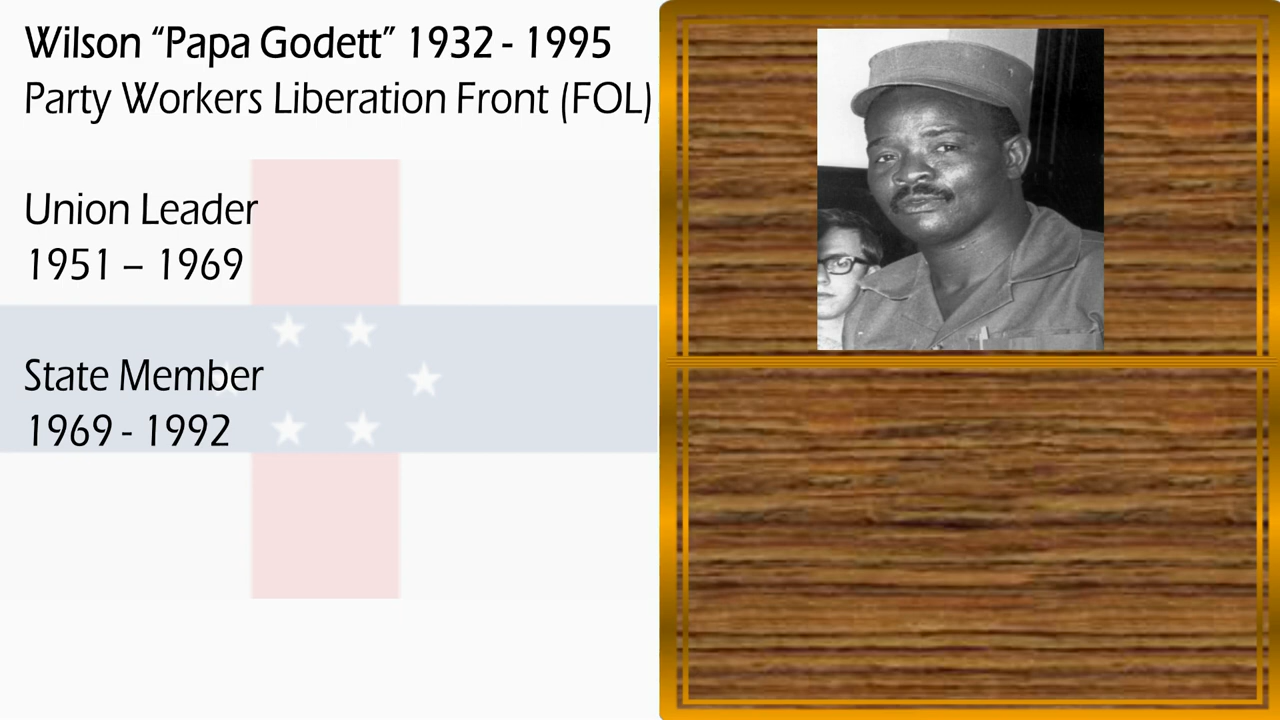 Wilson “Papa Godett” 1932 - 1995
Party Workers Liberation Front (FOL)
Union Leader
1951 – 1969
State Member
1969 - 1992